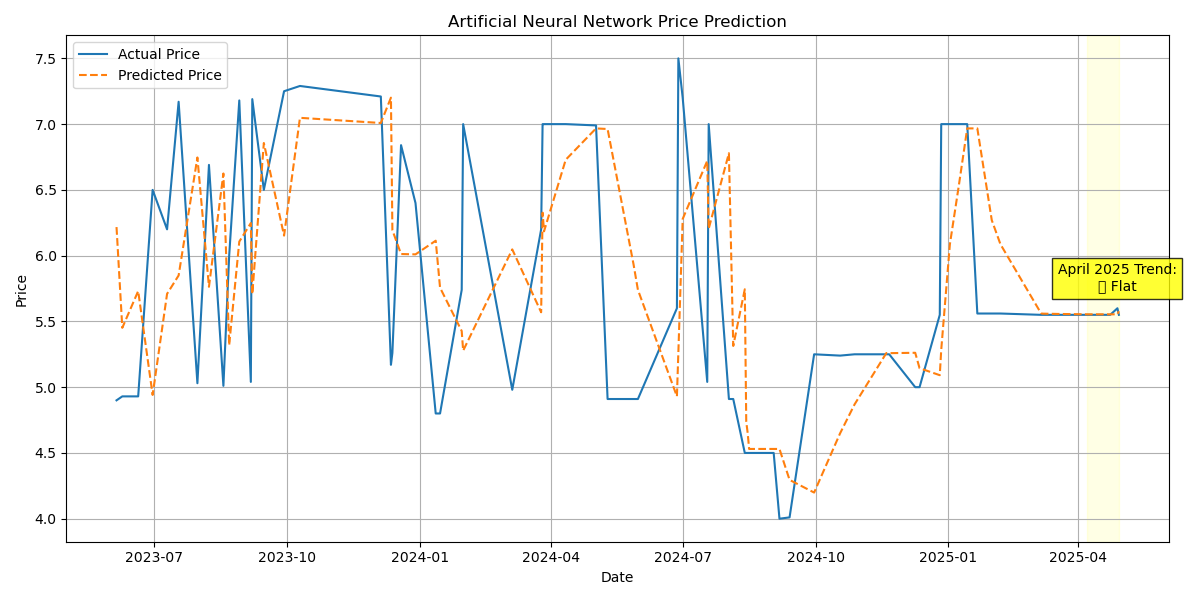 Artificial Neural Network Price Prediction
Actual Price
Predicted Price
Price
7.5
7.0
6.5
6.0
5.5
5.0
4.5
4.0
April 2025 Trend:
Flat
2023-07 2023-10 2024-01 2024-04 2024-07 2024-10 2025-01 2025-04
Date